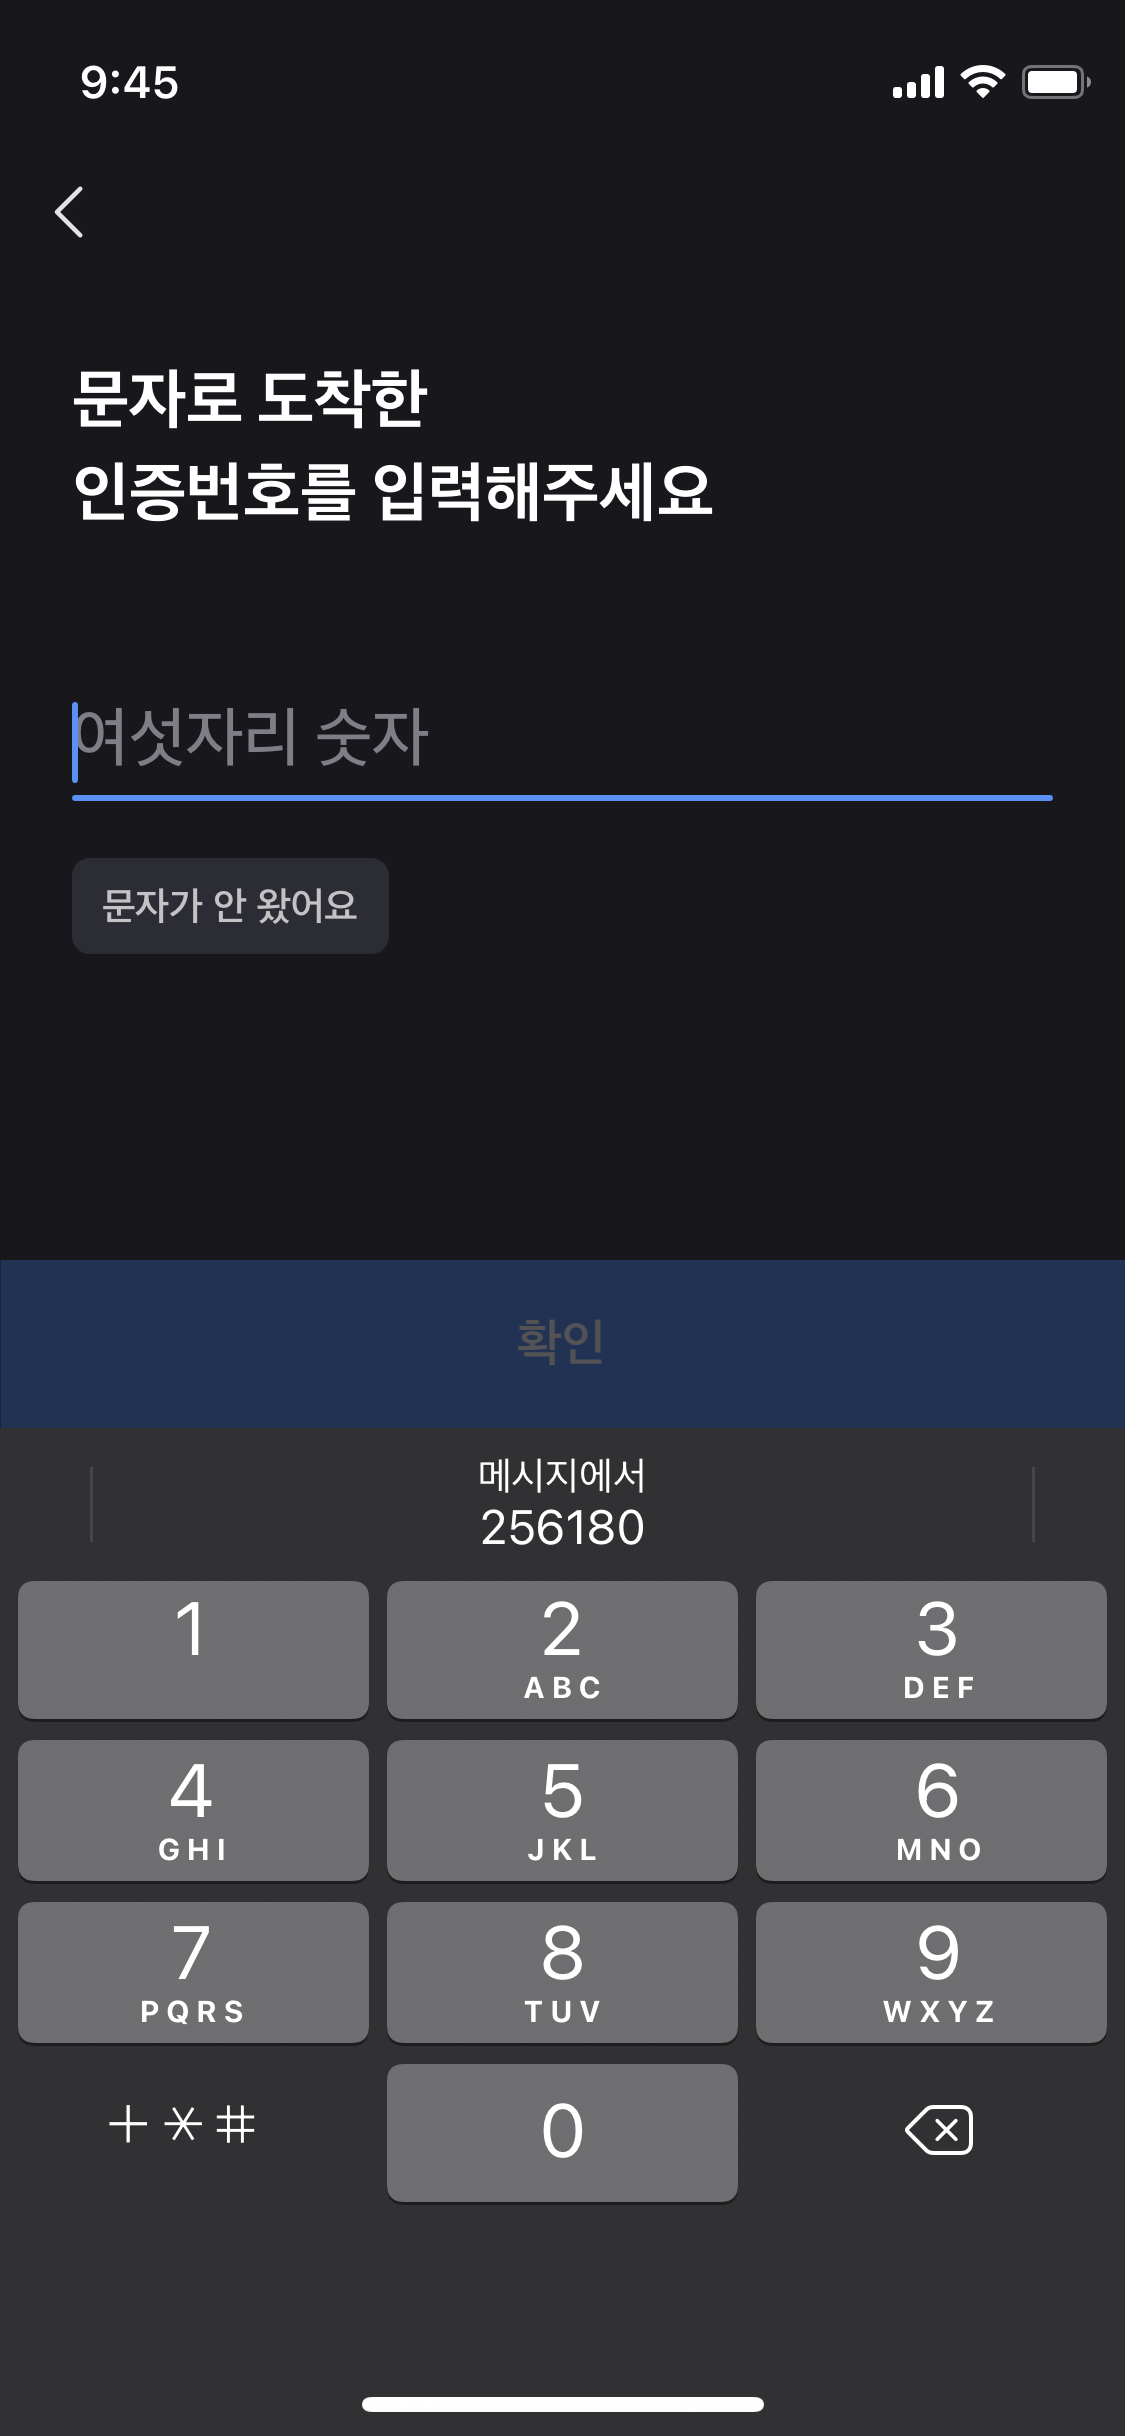 9:45
문자로 도착한
인증번호를 입력해주세요
여섯자리 숫자
문자가 안 왔어요
확인
메시지에서
256180
1
2
ABC
3
DEF
4
GHI
5
JKL
6
MNO
7
PQRS
8
TUV
9
WXYZ
+ * #
0